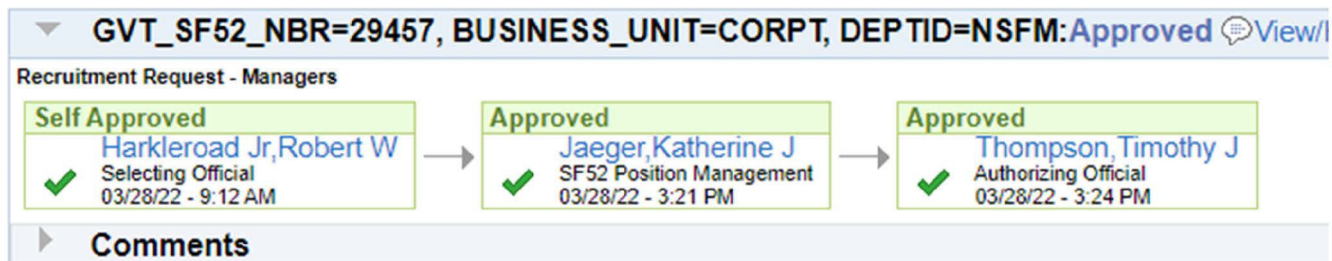 GVT_SF52_NBR=29457, BUSINESS_UNIT=CORPT, DEPTID=NSFM:Approved View/
Recruitment Request - Managers
Self Approved
Harkleroad Jr,Robert W
Selecting Official
03/28/22 - 9:12 AM
Approved
Jaeger,Katherine J
SF52 Position Management
03/28/22 - 3:21 PM
Approved
Thompson,Timothy J
Authorizing Official
03/28/22 - 3:24 PM
Comments